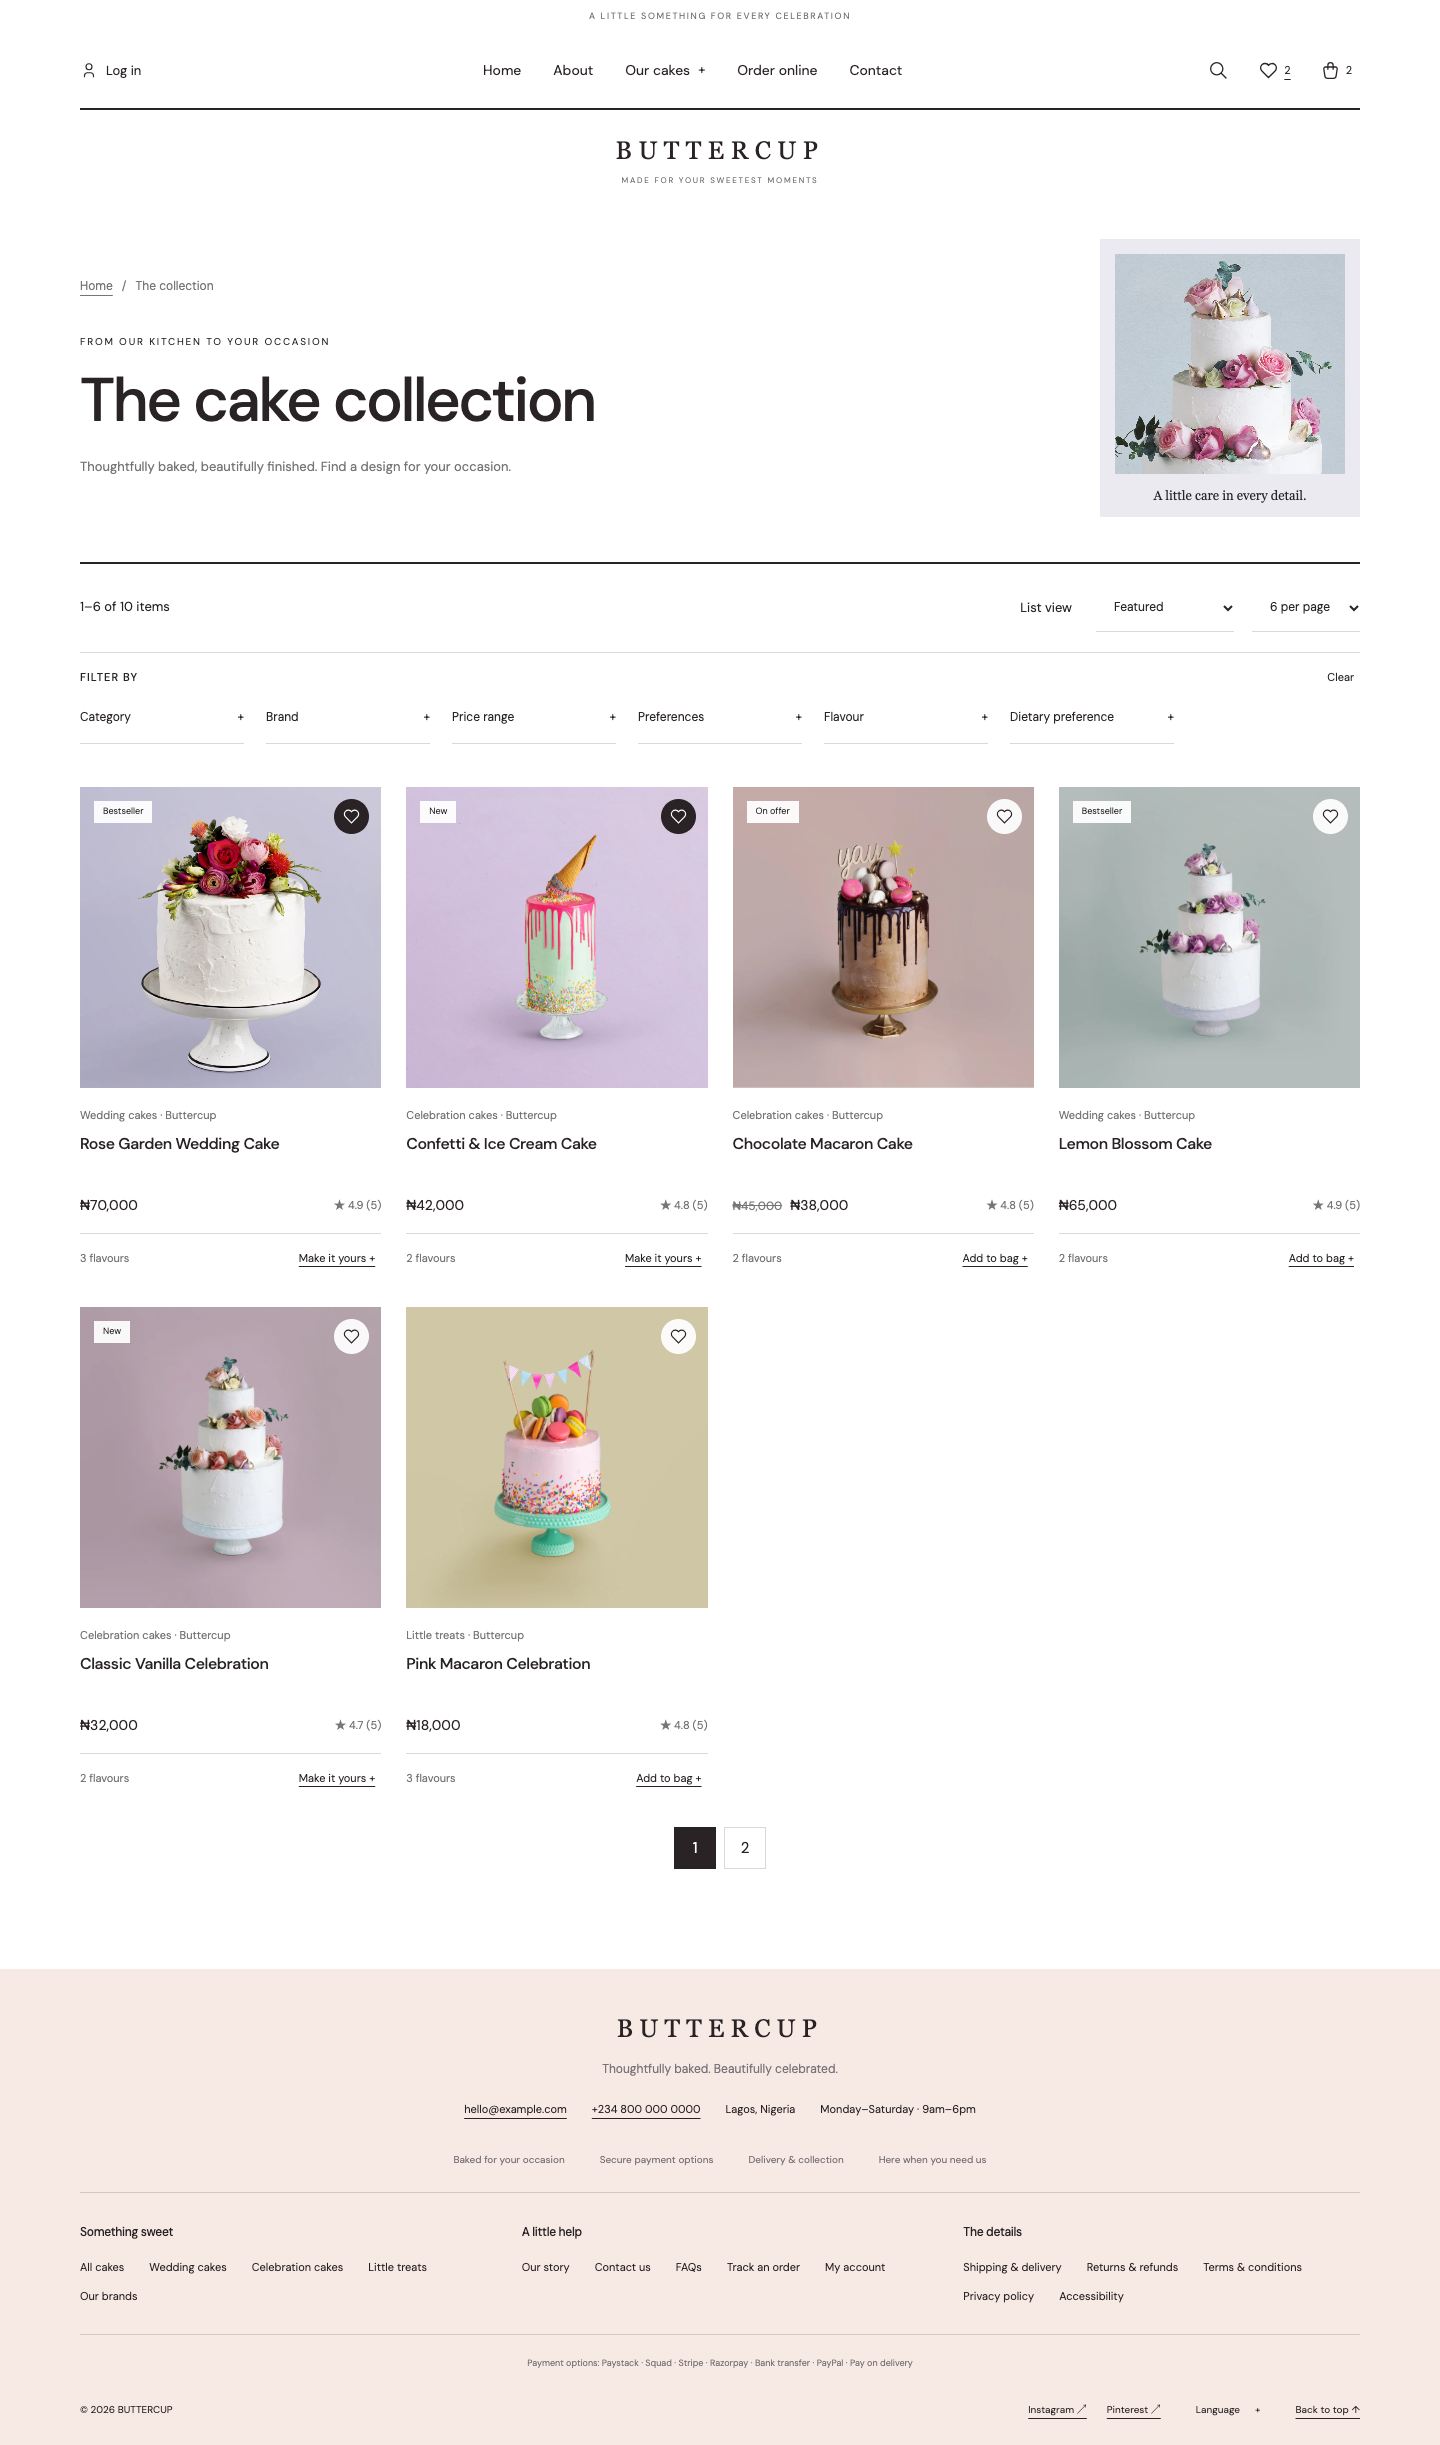 A LITTLE SOMETHING FOR EVERY CELEBRATION
Log in
Home About Our cakes + Order online Contact
2 2
BUTTERCUP
MADE FOR YOUR SWEETEST MOMENTS
Home / The collection
FROM OUR KITCHEN TO YOUR OCCASION
The cake collection
Thoughtfully baked, beautifully finished. Find a design for your occasion.
A little care in every detail.
1–6 of 10 items
List view Featured 6 per page
FILTER BY Clear
Category + Brand + Price range + Preferences + Flavour + Dietary preference +
Bestseller New On offer Bestseller
yay
Wedding cakes · Buttercup
Rose Garden Wedding Cake
₦70,000 ★ 4.9 (5)
3 flavours Make it yours +
Celebration cakes · Buttercup
Confetti & Ice Cream Cake
₦42,000 ★ 4.8 (5)
2 flavours Make it yours +
Celebration cakes · Buttercup
Chocolate Macaron Cake
₦45,000 ₦38,000 ★ 4.8 (5)
2 flavours Add to bag +
Wedding cakes · Buttercup
Lemon Blossom Cake
₦65,000 ★ 4.9 (5)
2 flavours Add to bag +
New
Celebration cakes · Buttercup
Classic Vanilla Celebration
₦32,000 ★ 4.7 (5)
2 flavours Make it yours +
Little treats · Buttercup
Pink Macaron Celebration
₦18,000 ★ 4.8 (5)
3 flavours Add to bag +
1 2
BUTTERCUP
Thoughtfully baked. Beautifully celebrated.
hello@example.com +234 800 000 0000 Lagos, Nigeria Monday–Saturday · 9am–6pm
Baked for your occasion Secure payment options Delivery & collection Here when you need us
Something sweet
All cakes Wedding cakes Celebration cakes Little treats
Our brands
A little help
Our story Contact us FAQs Track an order My account
The details
Shipping & delivery Returns & refunds Terms & conditions
Privacy policy Accessibility
Payment options: Paystack · Squad · Stripe · Razorpay · Bank transfer · PayPal · Pay on delivery
© 2026 BUTTERCUP
Instagram ↗ Pinterest ↗ Language + Back to top ↑